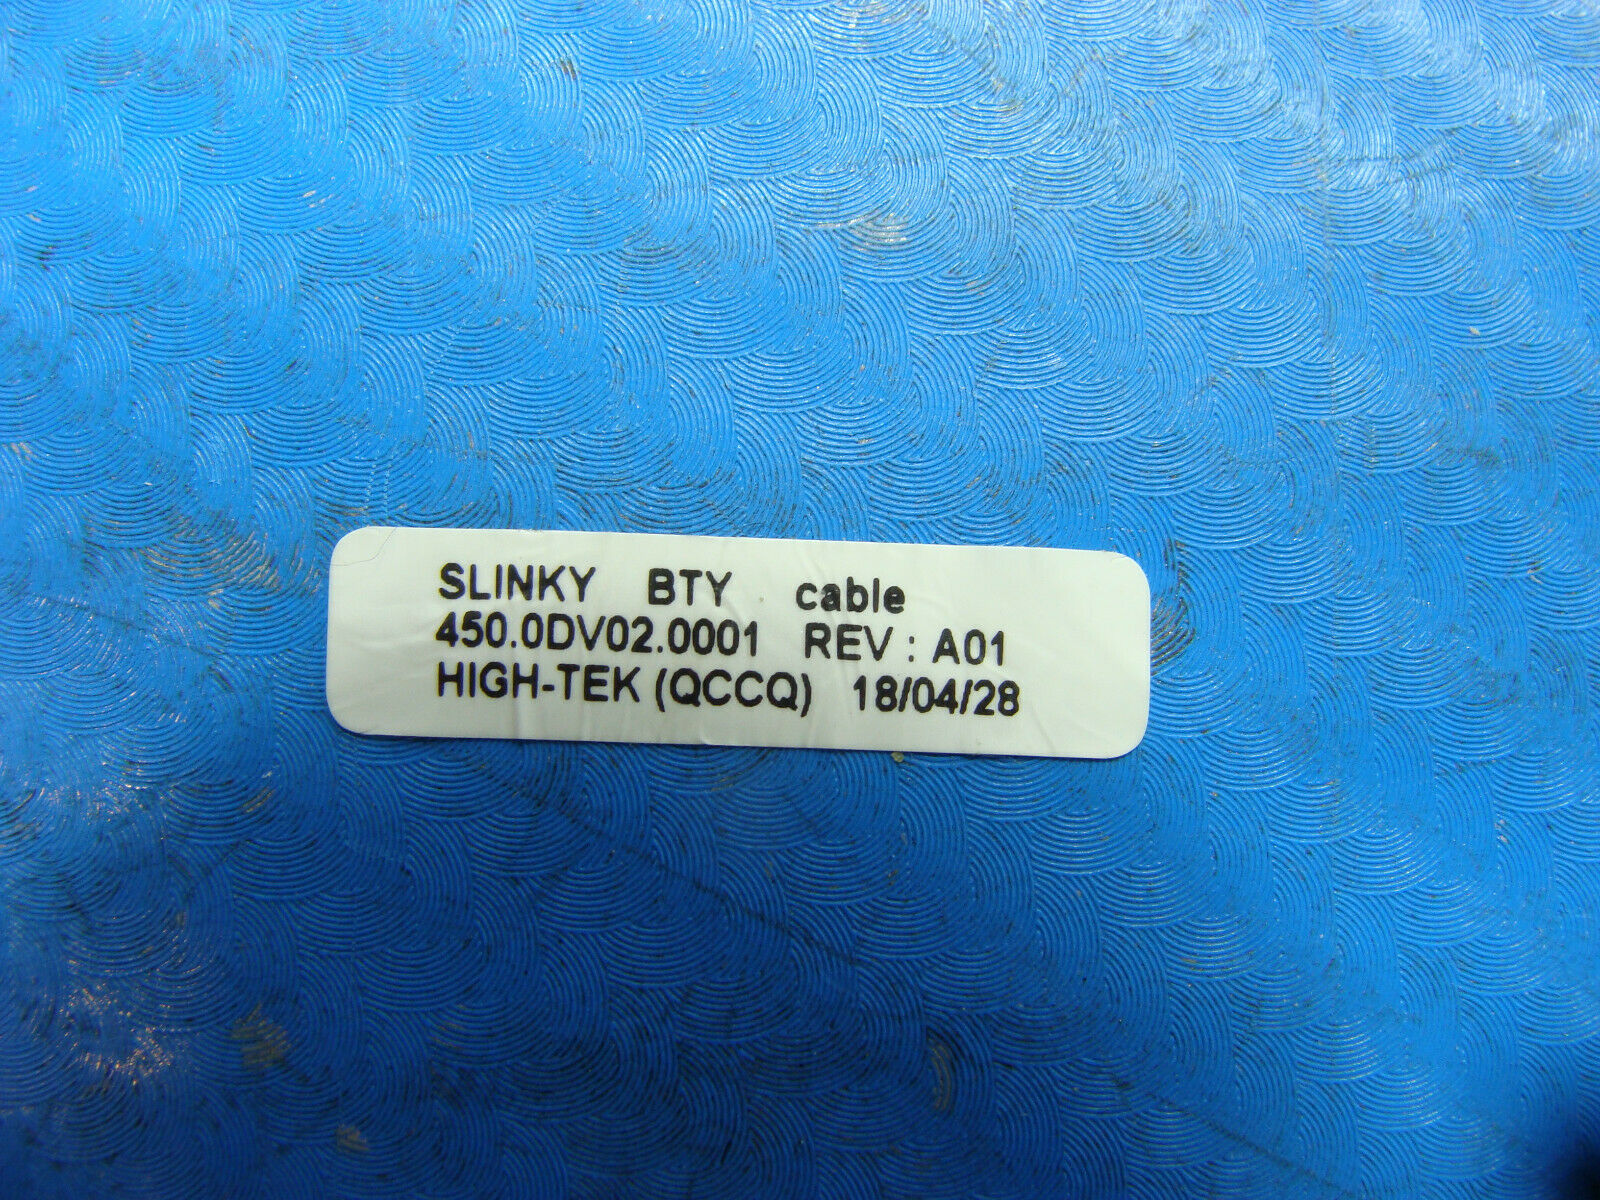 SLINKY BTY cable
450.0DV02.0001 REV : A01
HIGH-TEK (QCCQ) 18/04/28